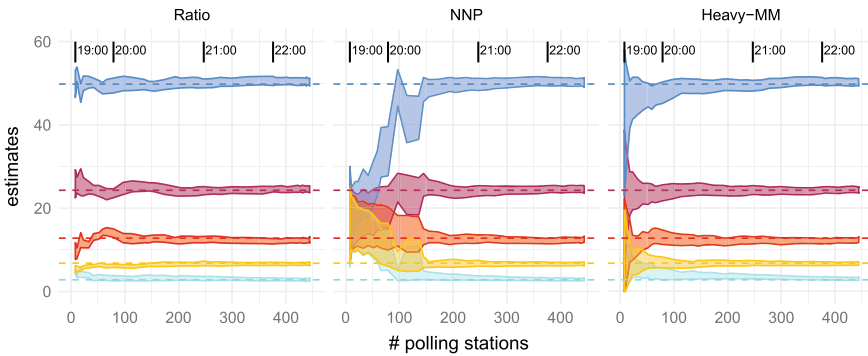 Ratio NNP Heavy−MM
60 19:00 20:00 21:00 22:00 19:00 20:00 21:00 22:00 19:00 20:00 21:00 22:00
40
estimates
20
0
0 100 200 300 400 0 100 200 300 400 0 100 200 300 400
# polling stations